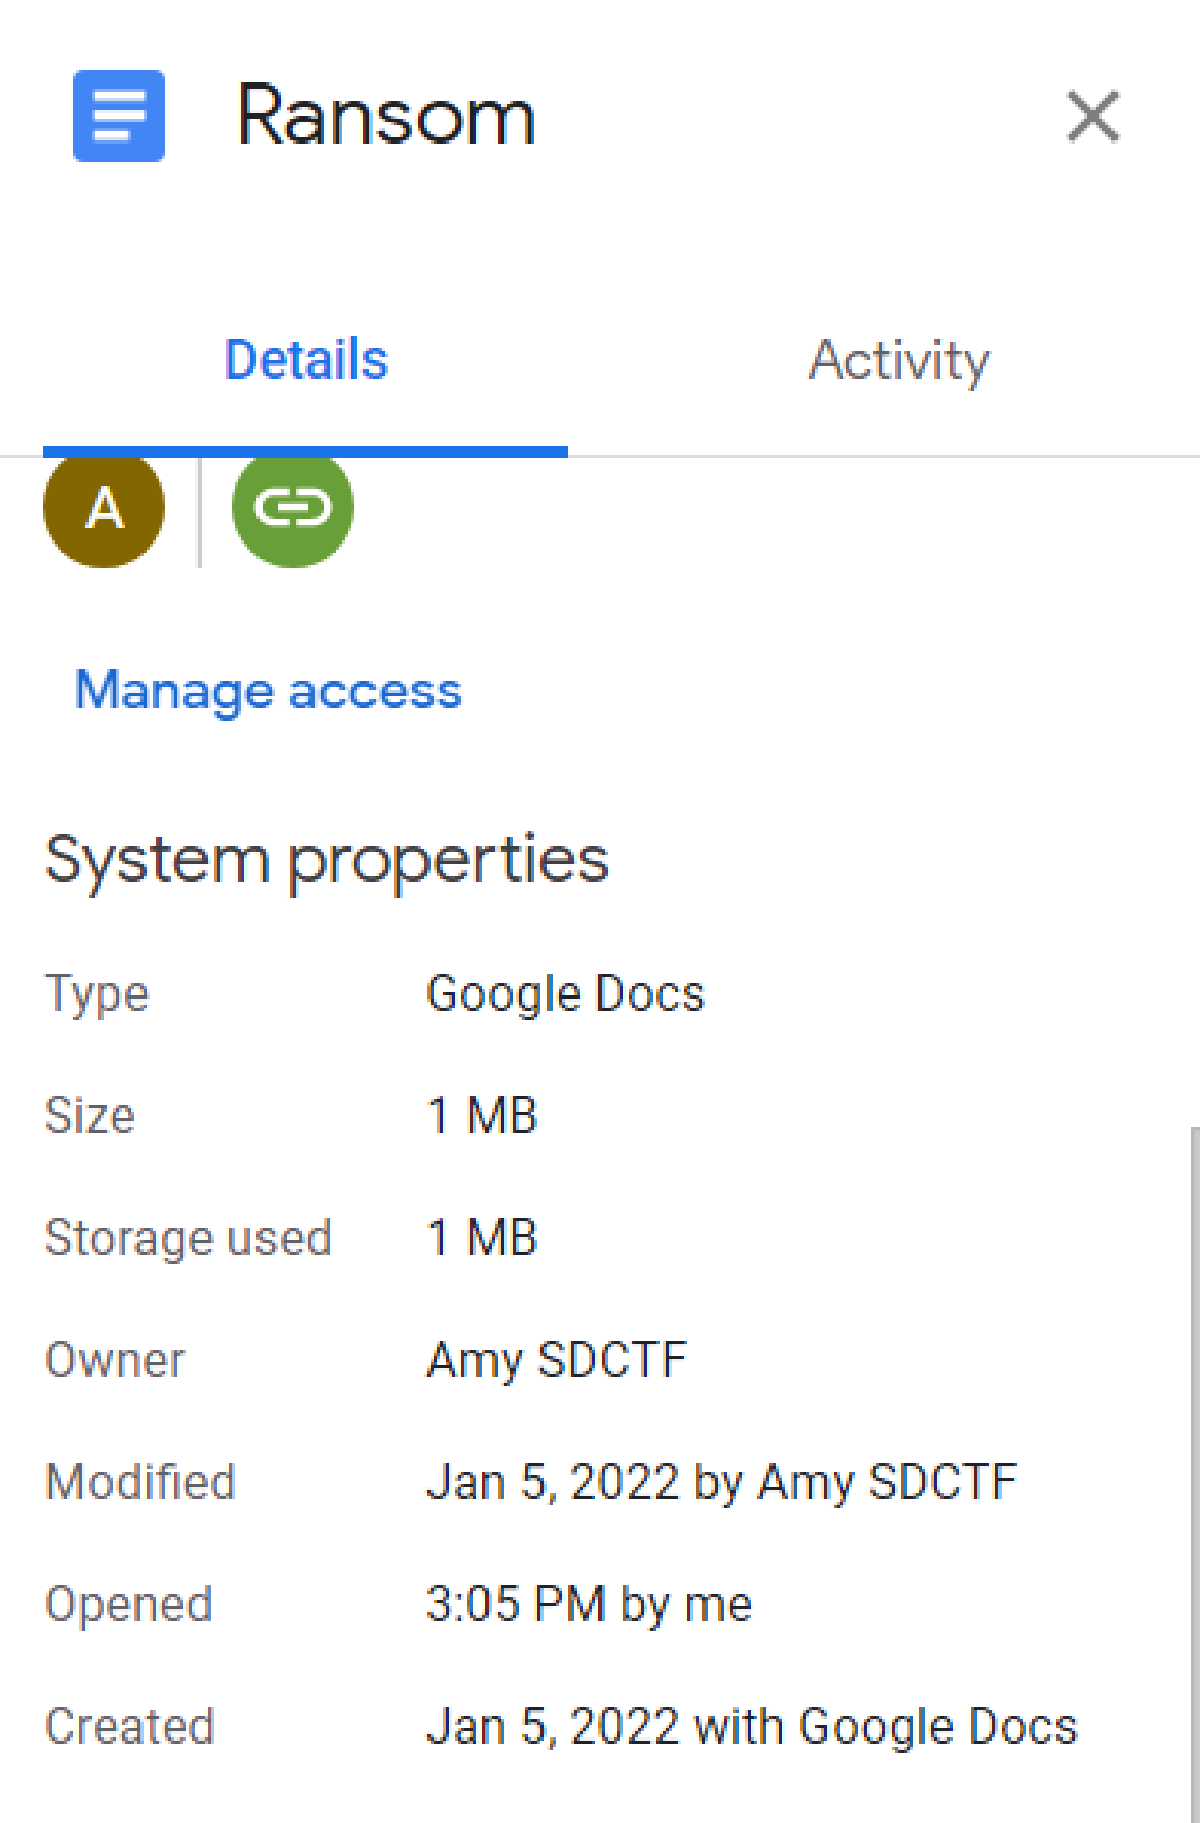 Ransom
Details Activity
A
Manage access
System properties
Type Google Docs
Size 1 MB
Storage used 1 MB
Owner Amy SDCTF
Modified Jan 5, 2022 by Amy SDCTF
Opened 3:05 PM by me
Created Jan 5, 2022 with Google Docs